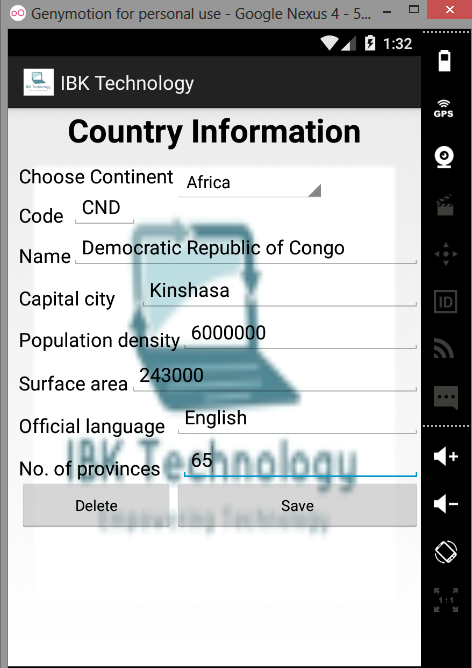 Genymotion for personal use - Google Nexus 4 - 5...
1:32
IBK Technology
Country Information
Choose Continent Africa
Code CND
Name Democratic Republic of Congo
Capital city Kinshasa
Population density 6000000
Surface area 243000
Official language English
No. of provinces 65
IBK Technology
Delete Save
Empowering Technology
GPS
ID
1:1